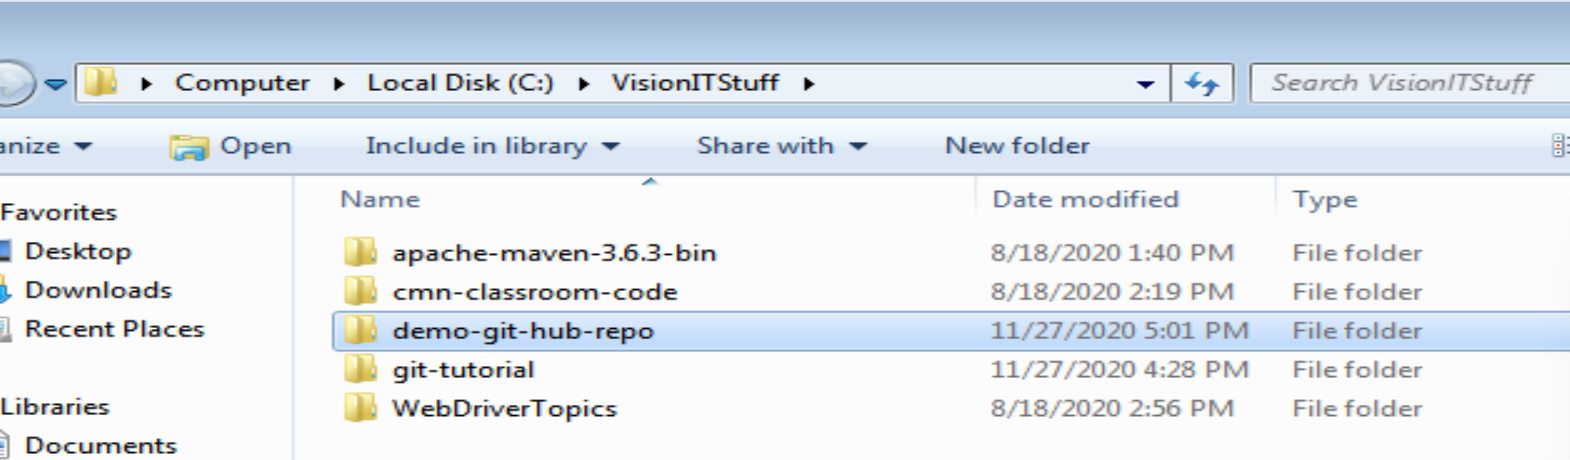 Computer Local Disk (C:) VisionITStuff Search VisionITStuff
Open Include in library Share with New folder
Name Date modified Type
Favorites
Desktop
Downloads
Recent Places
Libraries
Documents
apache-maven-3.6.3-bin 8/18/2020 1:40 PM File folder
cmn-classroom-code 8/18/2020 2:19 PM File folder
demo-git-hub-repo 11/27/2020 5:01 PM File folder
git-tutorial 11/27/2020 4:28 PM File folder
WebDriverTopics 8/18/2020 2:56 PM File folder